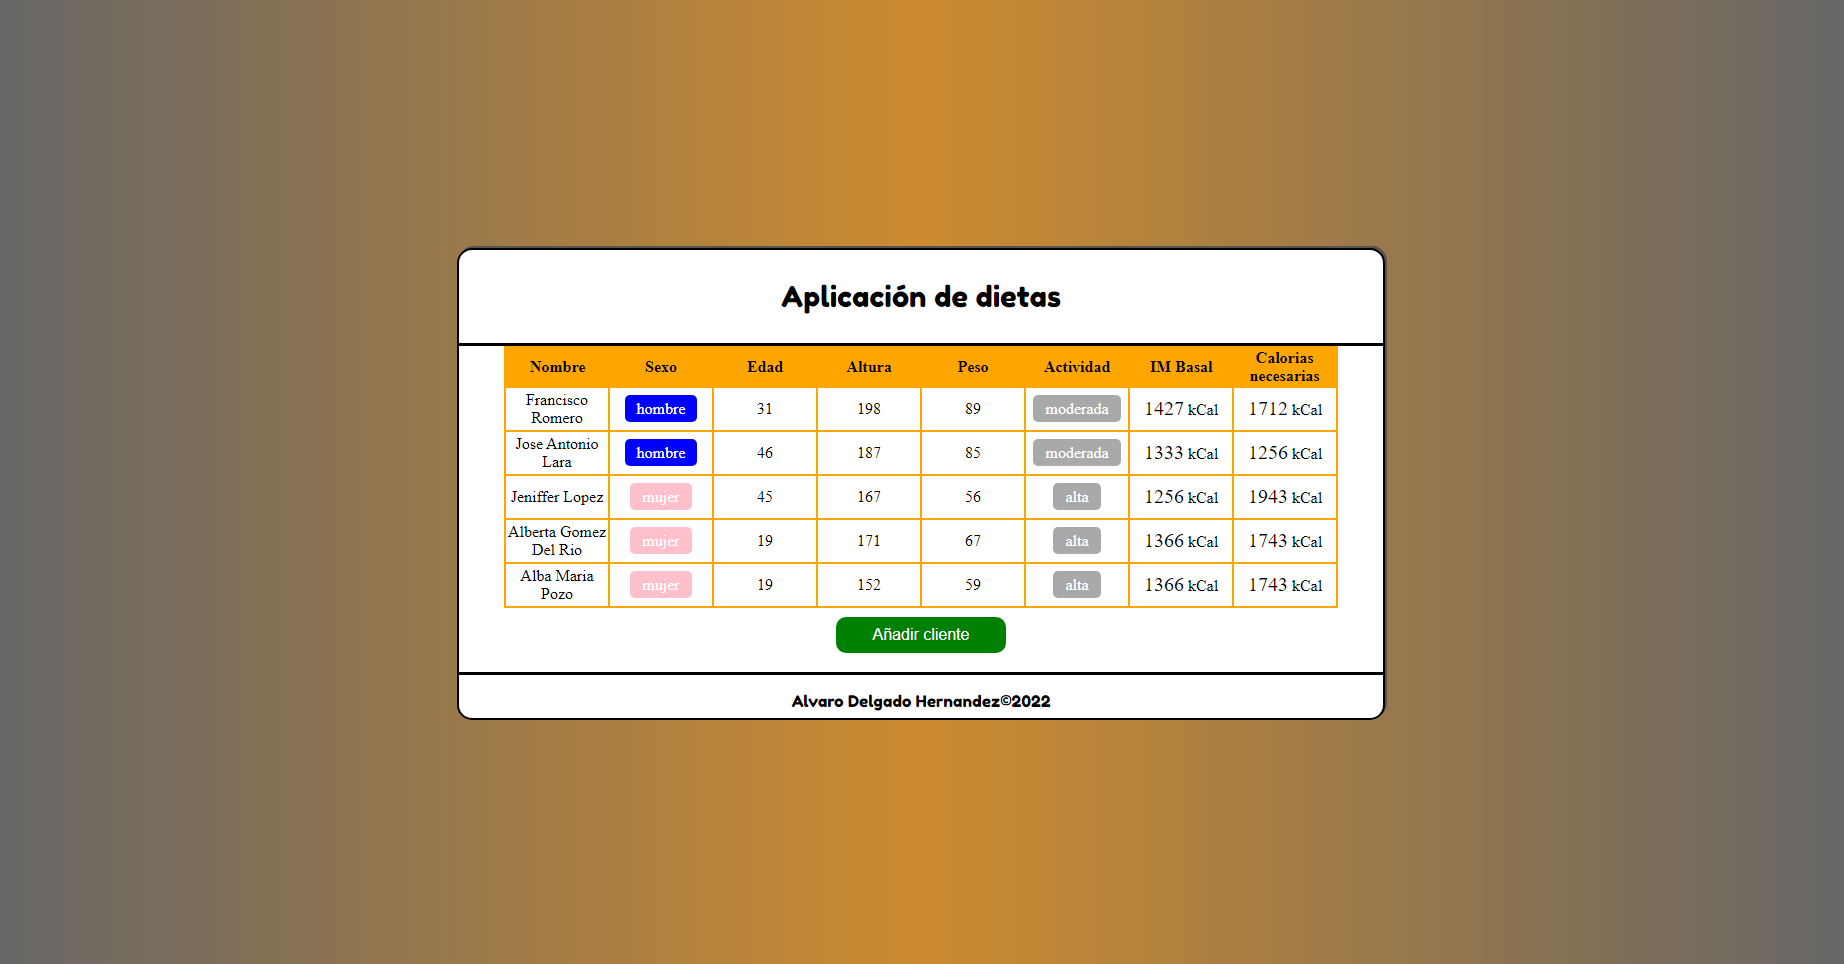 Aplicación de dietas
Nombre Sexo Edad Altura Peso Actividad IM Basal Calorias necesarias
Francisco Romero hombre 31 198 89 moderada 1427 kCal 1712 kCal
Jose Antonio Lara hombre 46 187 85 moderada 1333 kCal 1256 kCal
Jeniffer Lopez mujer 45 167 56 alta 1256 kCal 1943 kCal
Alberta Gomez Del Rio mujer 19 171 67 alta 1366 kCal 1743 kCal
Alba Maria Pozo mujer 19 152 59 alta 1366 kCal 1743 kCal
Añadir cliente
Alvaro Delgado Hernandez©2022